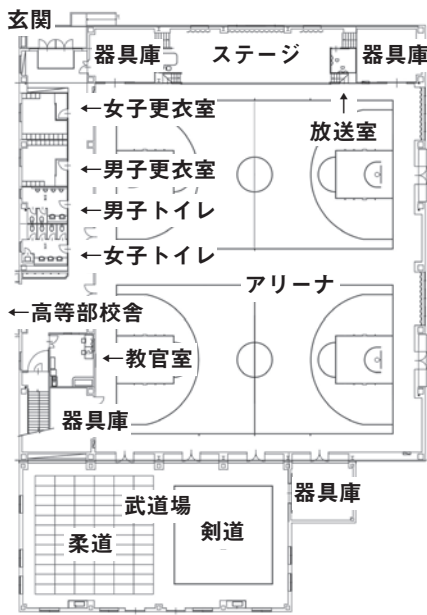 玄関
器具庫
ステージ
器具庫
放送室
↑
←女子更衣室
←男子更衣室
←男子トイレ
←女子トイレ
アリーナ
←高等部校舎
←教官室
器具庫
器具庫
武道場
柔道
剣道